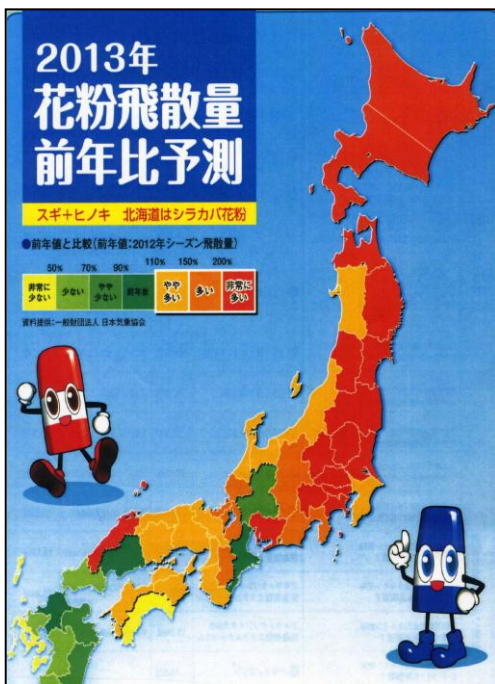 2013年
花粉飛散量
前年比予測
スギ+ヒノキ 北海道はシラカバ花粉
●前年値と比較(前年値:2012年シーズン飛散量)
50% 70% 90% 110% 150% 200%
非常に少ない 少ない やや少ない 前年並 やや多い 多い 非常に多い
資料提供:一般財団法人 日本気象協会